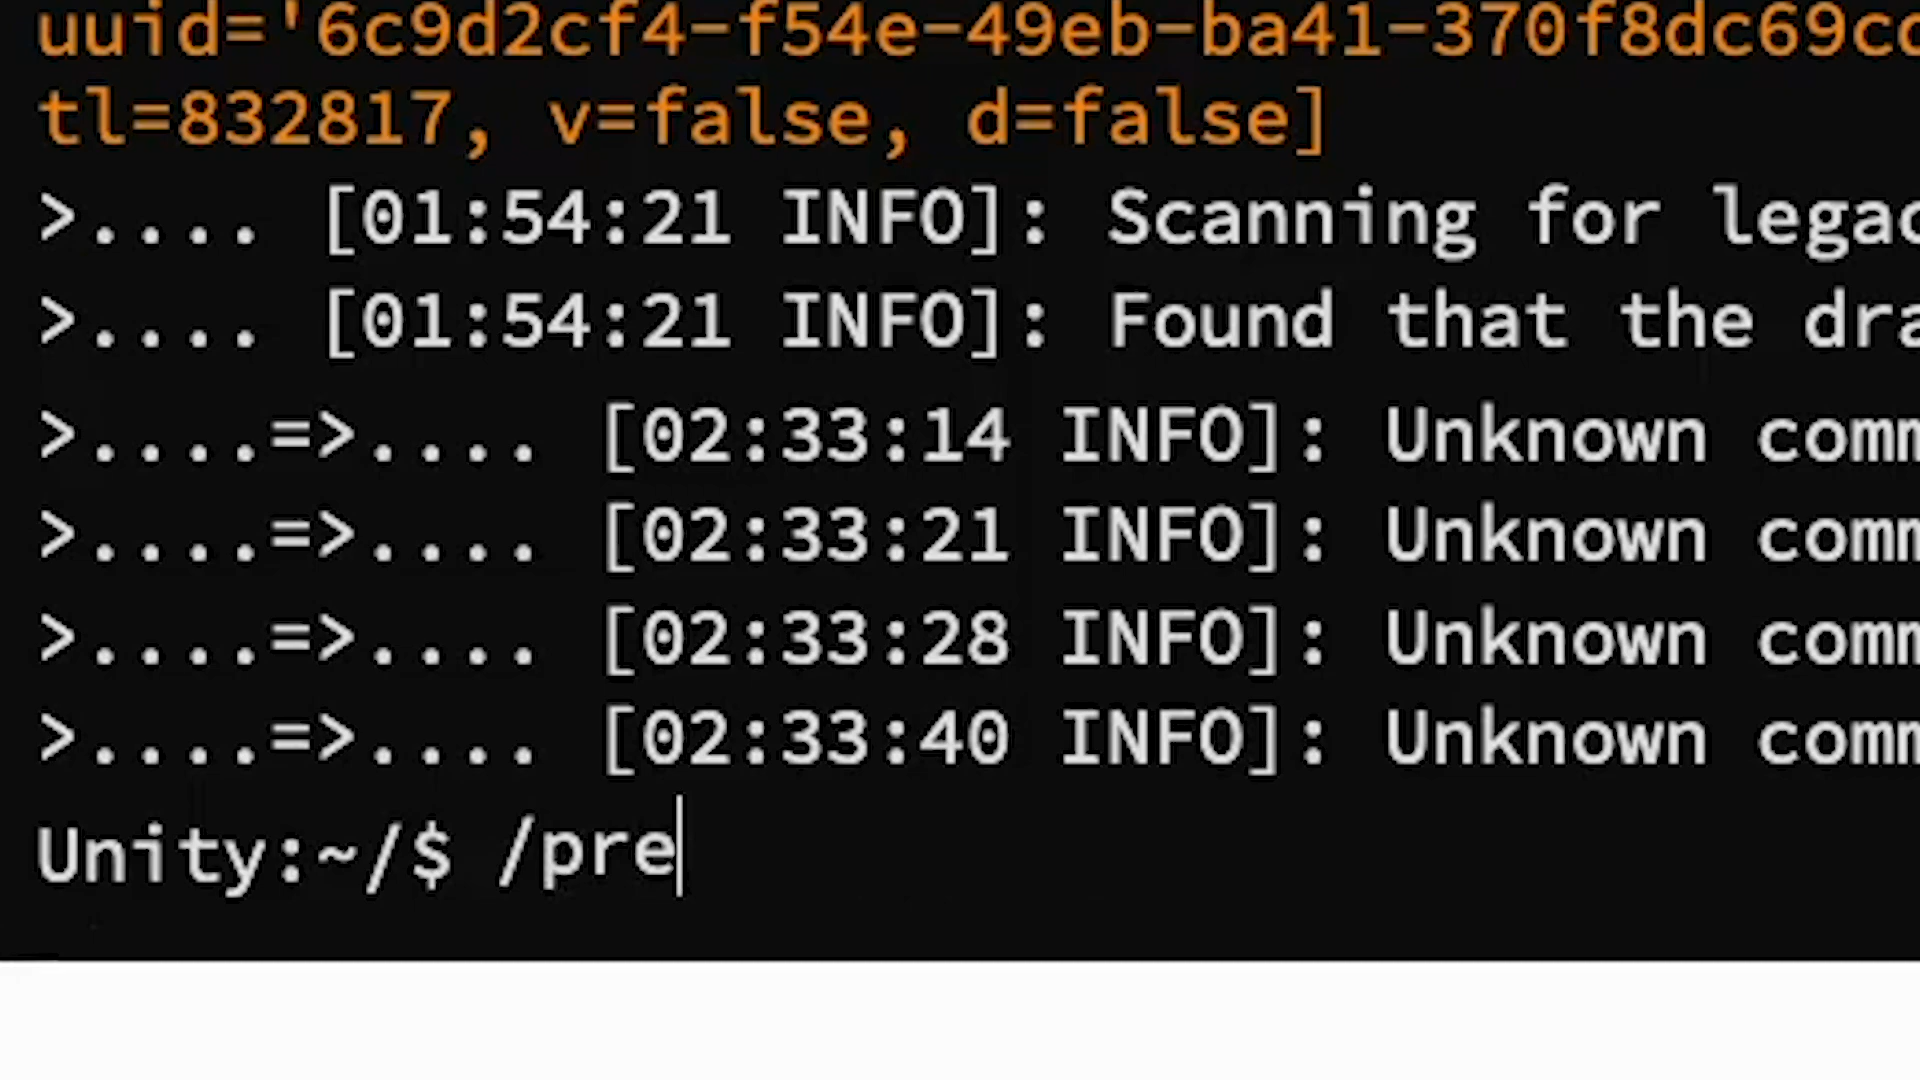 uuid='6c9d2cf4-f54e-49eb-ba41-370f8dc69c
tl=832817, v=false, d=false]
>.... [01:54:21 INFO]: Scanning for legac
>.... [01:54:21 INFO]: Found that the dra
>....=>.... [02:33:14 INFO]: Unknown comm
>....=>.... [02:33:21 INFO]: Unknown comm
>....=>.... [02:33:28 INFO]: Unknown comm
>....=>.... [02:33:40 INFO]: Unknown comm
Unity:~/$ /pre